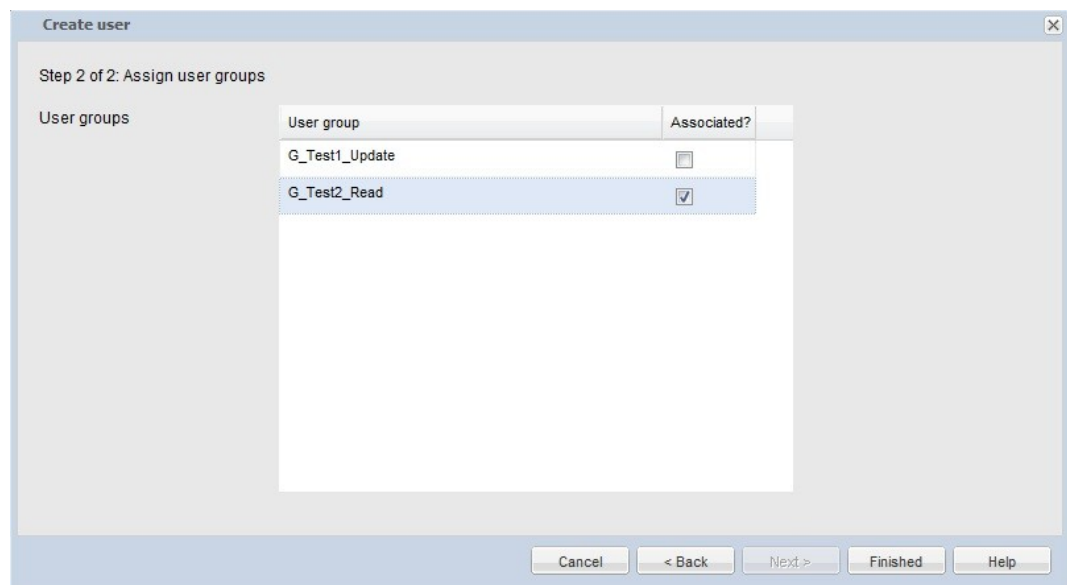 Create user
Step 2 of 2: Assign user groups
User groups
User group Associated?
G_Test1_Update
G_Test2_Read
Cancel < Back Next > Finished Help